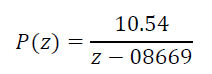 P(z) = 10.54 / z − 08669